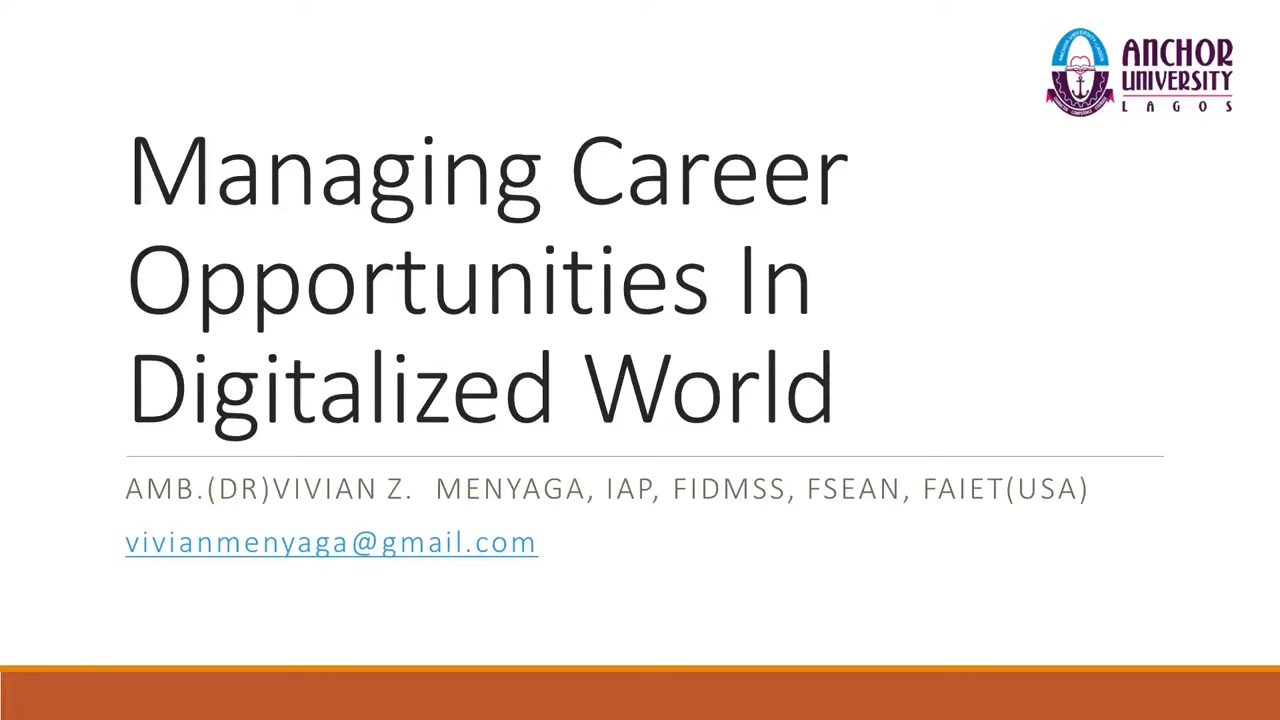 ANCHOR
UNIVERSITY
LAGOS
Managing Career
Opportunities In
Digitalized World
AMB.(DR)VIVIAN Z. MENYAGA, IAP, FIDMSS, FSEAN, FAIET(USA)
vivianmenyaga@gmail.com